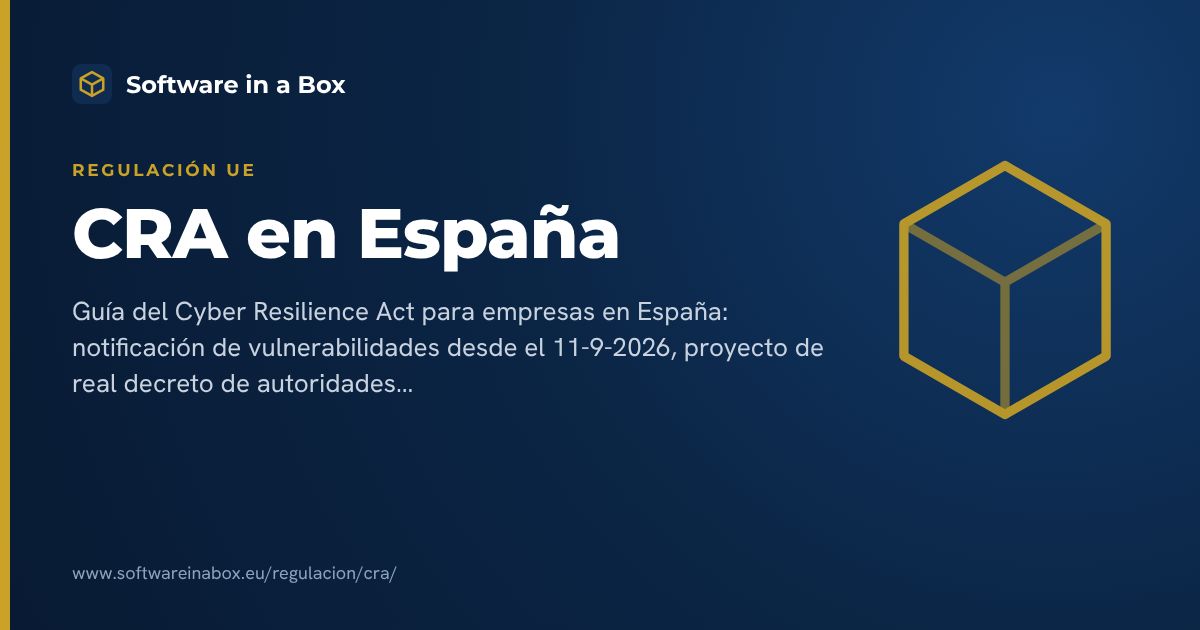 Software in a Box
REGULACIÓN UE
CRA en España
Guía del Cyber Resilience Act para empresas en España:
notificación de vulnerabilidades desde el 11-9-2026, proyecto de
real decreto de autoridades...
www.softwareinabox.eu/regulacion/cra/